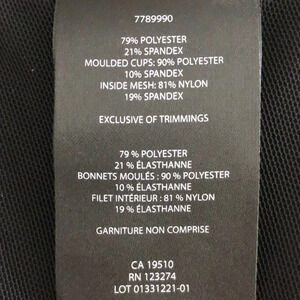 7789990
79% POLYESTER
21% SPANDEX
MOULDED CUPS: 90% POLYESTER
10% SPANDEX
INSIDE MESH: 81% NYLON
19% SPANDEX
EXCLUSIVE OF TRIMMINGS
79 % POLYESTER
21 % ÉLASTHANNE
BONNETS MOULÉS : 90 % POLYESTER
10 % ÉLASTHANNE
FILET INTÉRIEUR : 81 % NYLON
19 % ÉLASTHANNE
GARNITURE NON COMPRISE
CA 19510
RN 123274
LOT 01331221-01